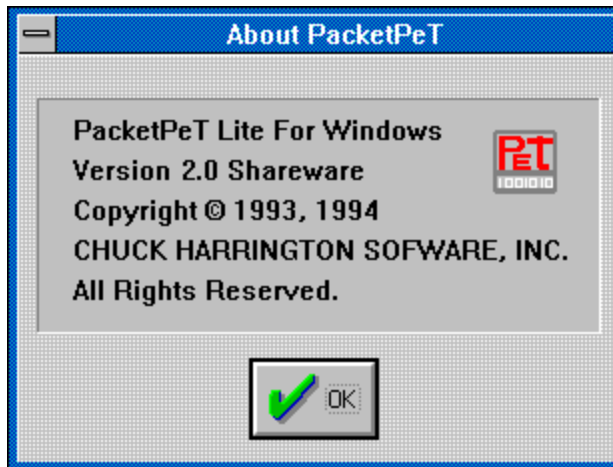 About PacketPeT
PacketPeT Lite For Windows
PET
1001010
Version 2.0 Shareware
Copyright © 1993, 1994
CHUCK HARRINGTON SOFWARE, INC.
All Rights Reserved.
OK